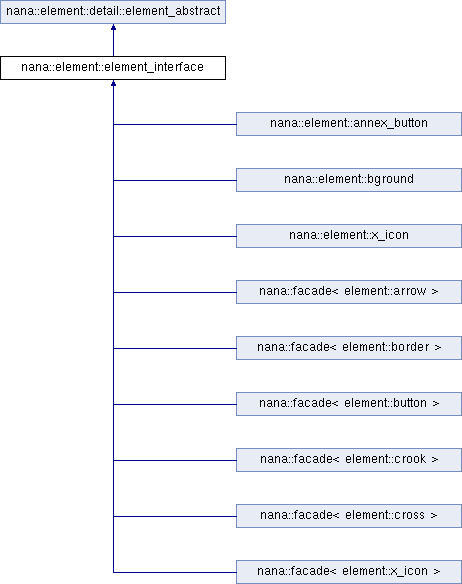 nana::element::detail::element_abstract
nana::element::element_interface
nana::element::annex_button
nana::element::bground
nana::element::x_icon
nana::facade< element::arrow >
nana::facade< element::border >
nana::facade< element::button >
nana::facade< element::crook >
nana::facade< element::cross >
nana::facade< element::x_icon >